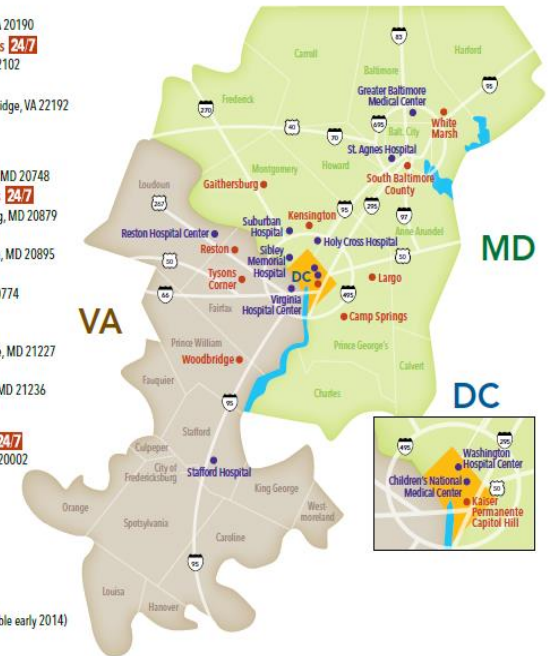 A 20190
s 24/7
2102
ridge, VA 22192
MD 20748
24/7
g, MD 20879
, MD 20895
0774
, MD 21227
MD 21236
24/7
20002
ble early 2014)
83
Carroll
Baltimore
Harford
95
Greater Baltimore
Medical Center
Frederick
270
40
70
695
Balt. City
White
Marsh
St. Agnes Hospital
Howard
Montgomery
South Baltimore
County
Loudoun
Gaithersburg
267
Kensington
95
295
97
Anne Arundel
Suburban
Hospital
Reston Hospital Center
Holy Cross Hospital
50
MD
Reston
Sibley
Memorial
Hospital
50
Tysons
Corner
DC
Largo
66
495
Virginia
Hospital Center
Fairfax
Camp Springs
VA
Prince William
Prince George's
Woodbridge
Calvert
Fauquier
95
Charles
DC
Stafford
495
295
Washington
Hospital Center
Culpeper
City of
Fredericksburg
Stafford Hospital
Children's National
Medical Center
50
King George
Kaiser
Permanente
Capitol Hill
Orange
West-
moreland
Spotsylvania
Caroline
95
Louisa
Hanover